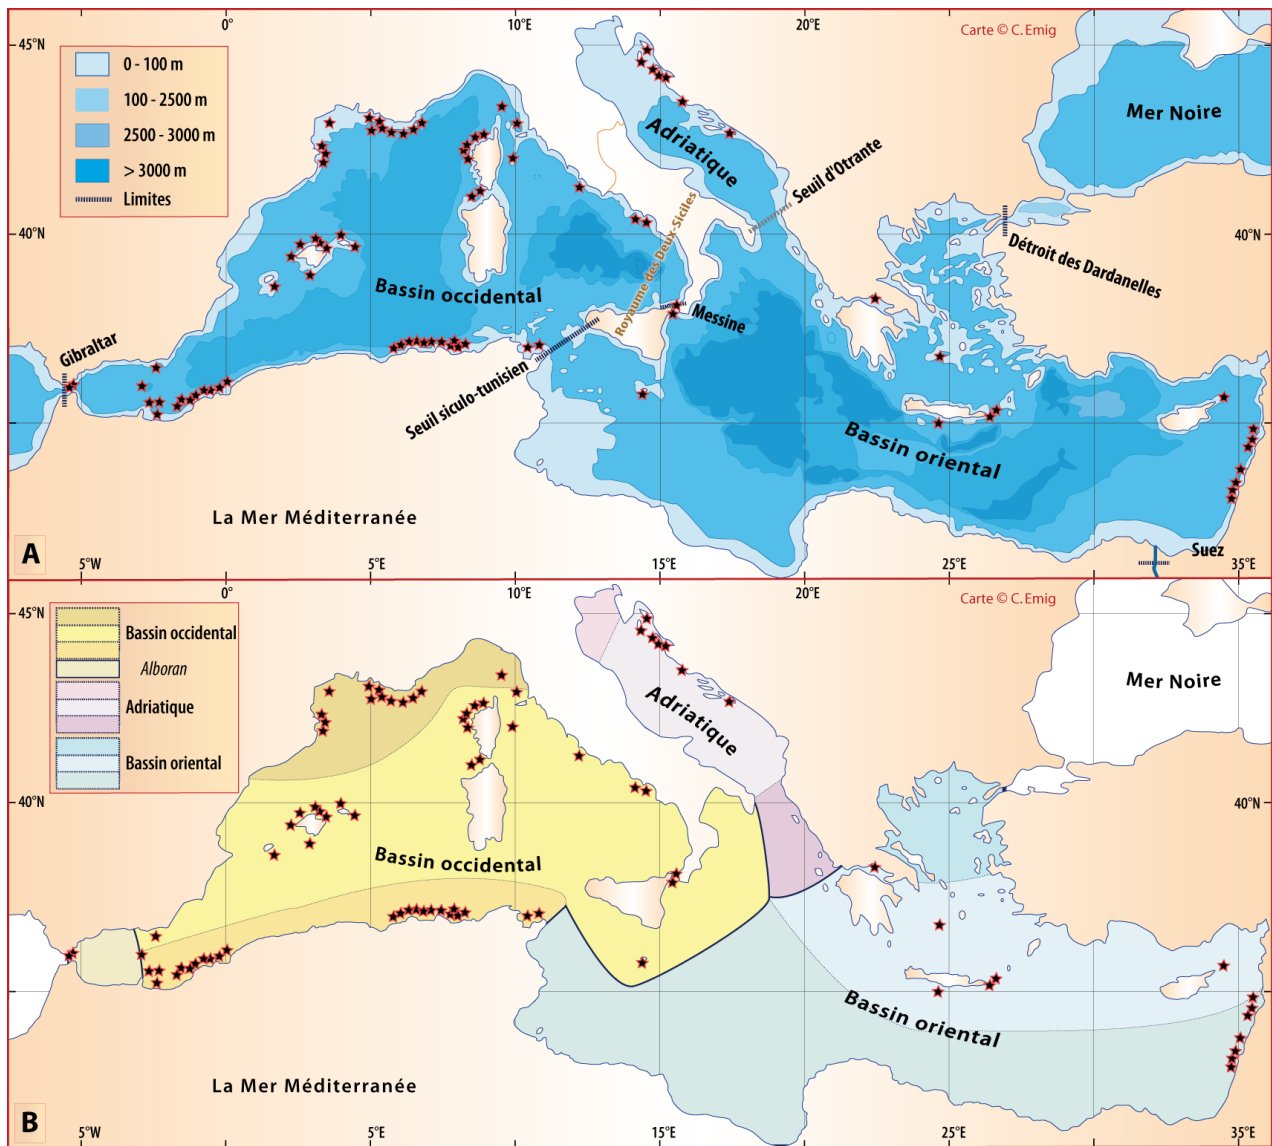 0°
10°E
20°E
30°E
Carte © C. Emig
45°N
0 - 100 m
100 - 2500 m
2500 - 3000 m
> 3000 m
Limites
Mer Noire
Adriatique
Seuil d'Otrante
Royaume des Deux-Siciles
40°N
40°N
Détroit des Dardanelles
Bassin occidental
Messine
Gibraltar
Seuil siculo-tunisien
Bassin oriental
La Mer Méditerranée
A
Suez
5°W
5°E
15°E
25°E
35°E
0°
10°E
20°E
Carte © C. Emig
45°N
Bassin occidental
Alboran
Adriatique
Bassin oriental
Mer Noire
Adriatique
40°N
40°N
Bassin occidental
Bassin oriental
La Mer Méditerranée
B
5°W
5°E
15°E
25°E
35°E